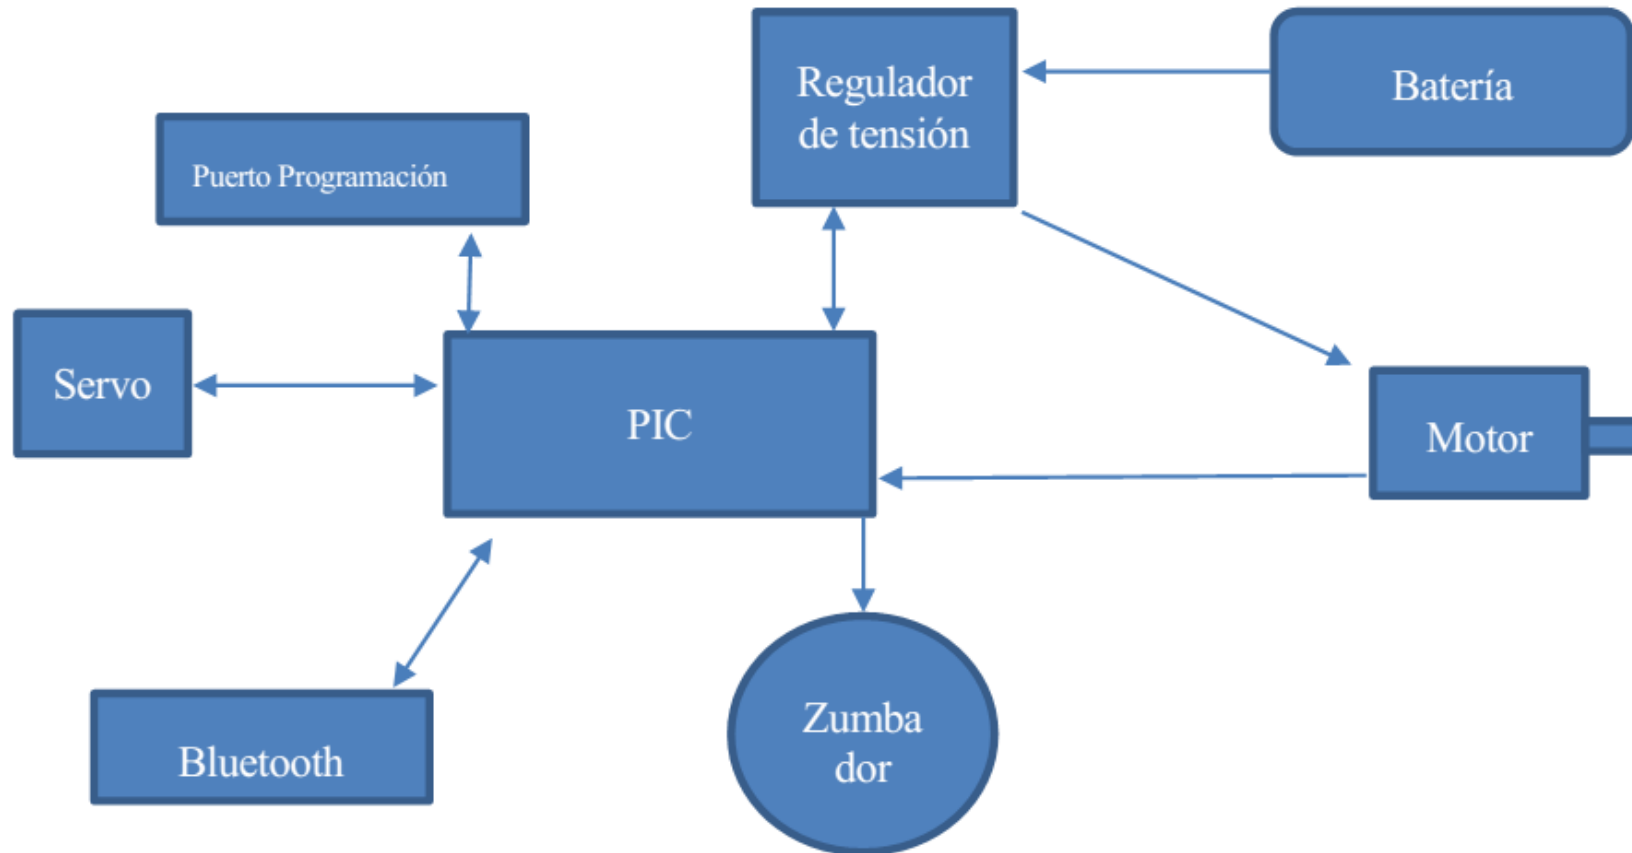 Regulador
de tensión
Batería
Puerto Programación
Servo
PIC
Motor
Zumba
dor
Bluetooth